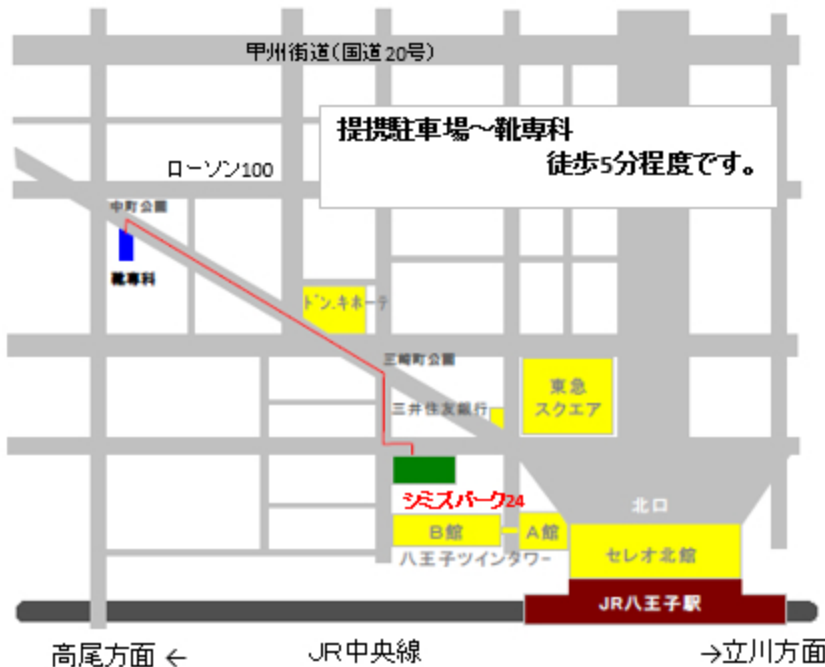 甲州街道(国道20号)
提携駐車場～靴専科
徒歩5分程度です。
ローソン100
中町公園
靴専科
ドン.キホーテ
三崎町公園
東急
スクエア
三井住友銀行
シミズパーク24
北口
B館
A館
八王子ツインタワー
セレオ北館
JR八王子駅
高尾方面 ←
JR中央線
→立川方面